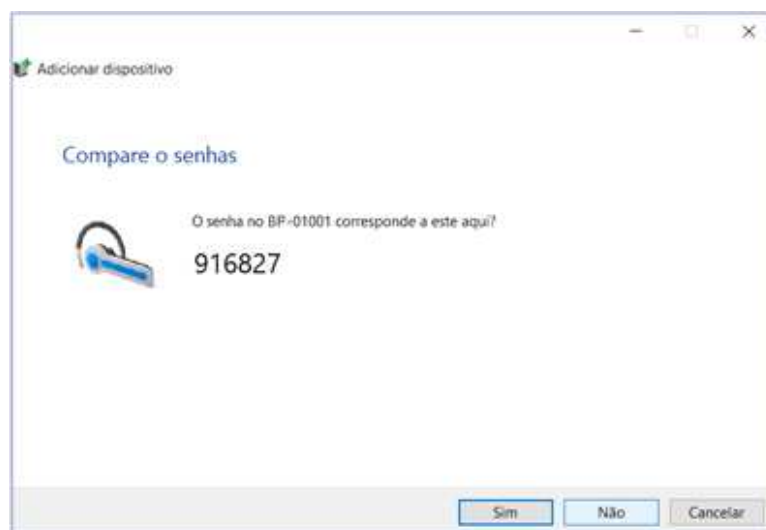 Adicionar dispositivo
Compare o senhas
O senha no BP-01001 corresponde a este aqui?
916827
Sim
Não
Cancelar